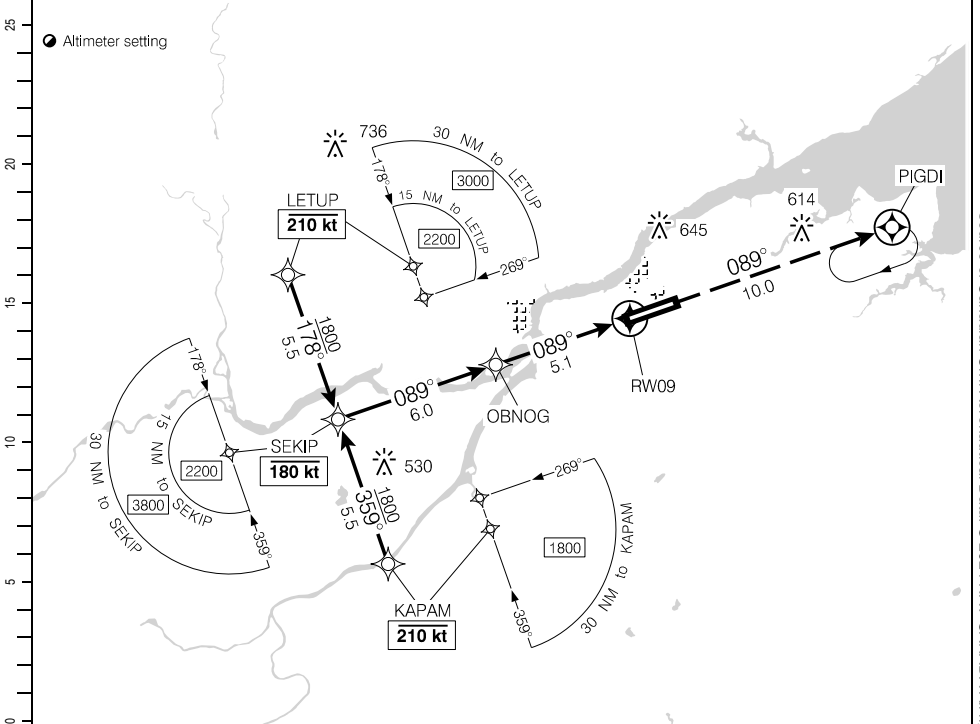 25
Altimeter setting
20
736
30 NM to LETUP
178°
3000
LETUP
210 kt
15 NM to LETUP
2200
269°
PIGDI
614
645
089°
10.0
15
1800
178°
5.5
089°
5.1
RW09
178°
089°
6.0
OBNOG
10
30 NM to SEKIP
15 NM to SEKIP
2200
3800
359°
SEKIP
180 kt
530
1800
359°
5.5
269°
1800
30 NM to KAPAM
359°
5
KAPAM
210 kt
0